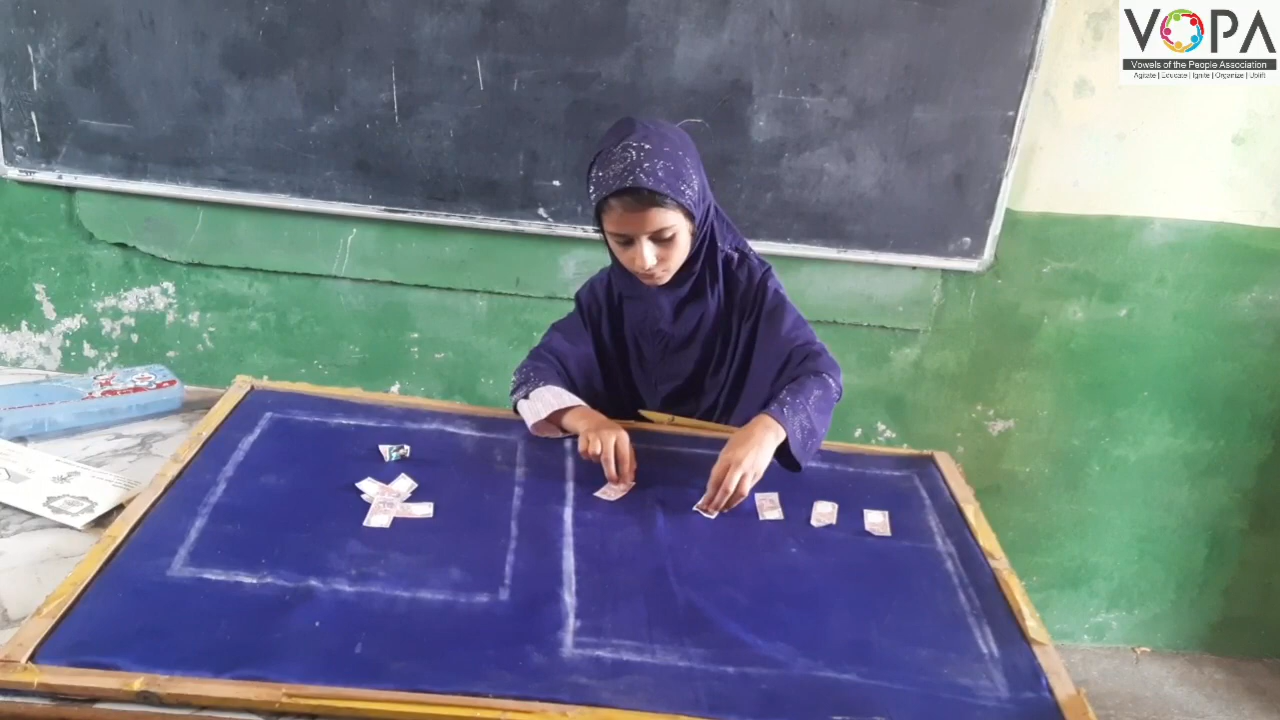 VOPA
Vowels of the People Association
Agitate | Educate | Ignite | Organize | Uplift